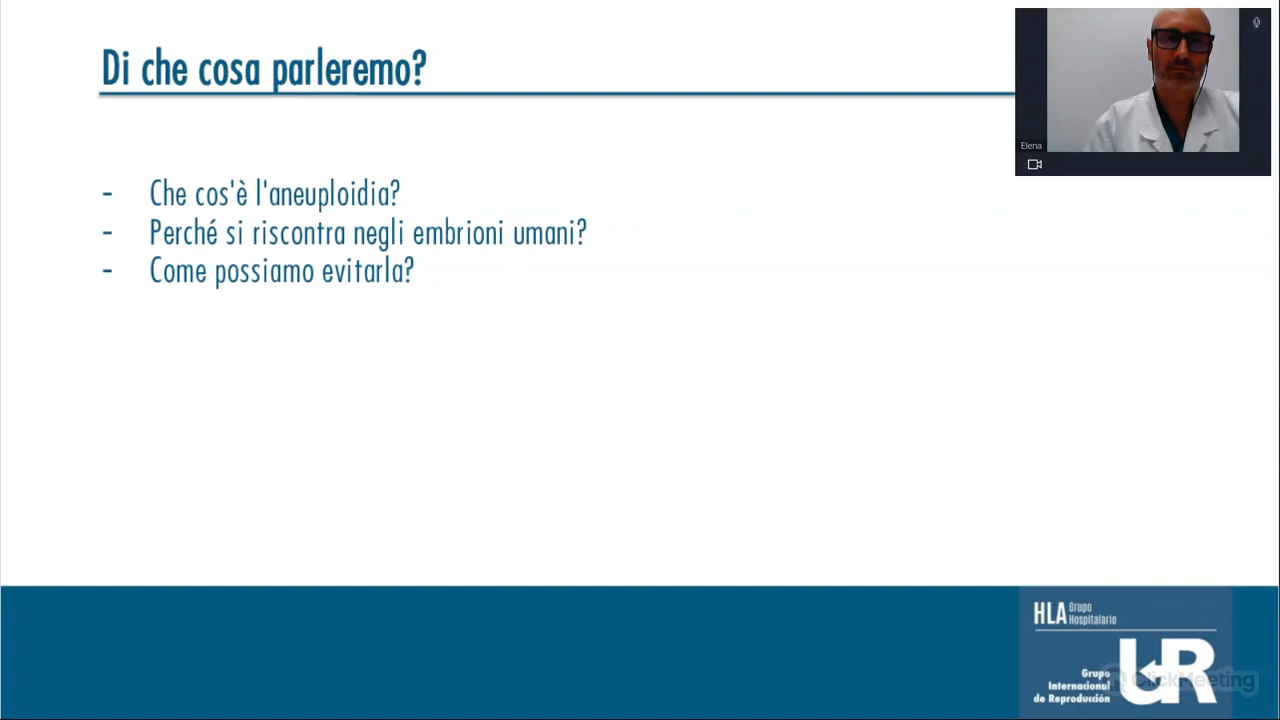 Di che cosa parleremo?
Elena
- Che cos'è l'aneuploidia?
- Perché si riscontra negli embrioni umani?
- Come possiamo evitarla?
HLA Grupo
Hospitalario
UR
Grupo
Internacional
de Reproducción
ClickMeeting